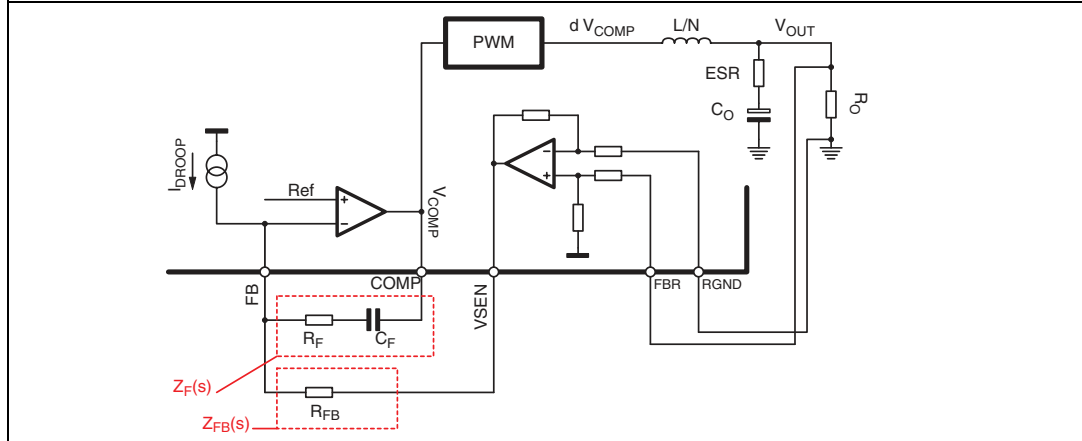 PWM
d V_COMP
L/N
V_OUT
ESR
C_O
R_O
I_DROOP
Ref
+
−
V_COMP
−
+
FB
COMP
VSEN
FBR
RGND
R_F
C_F
Z_F(s)
R_FB
Z_FB(s)